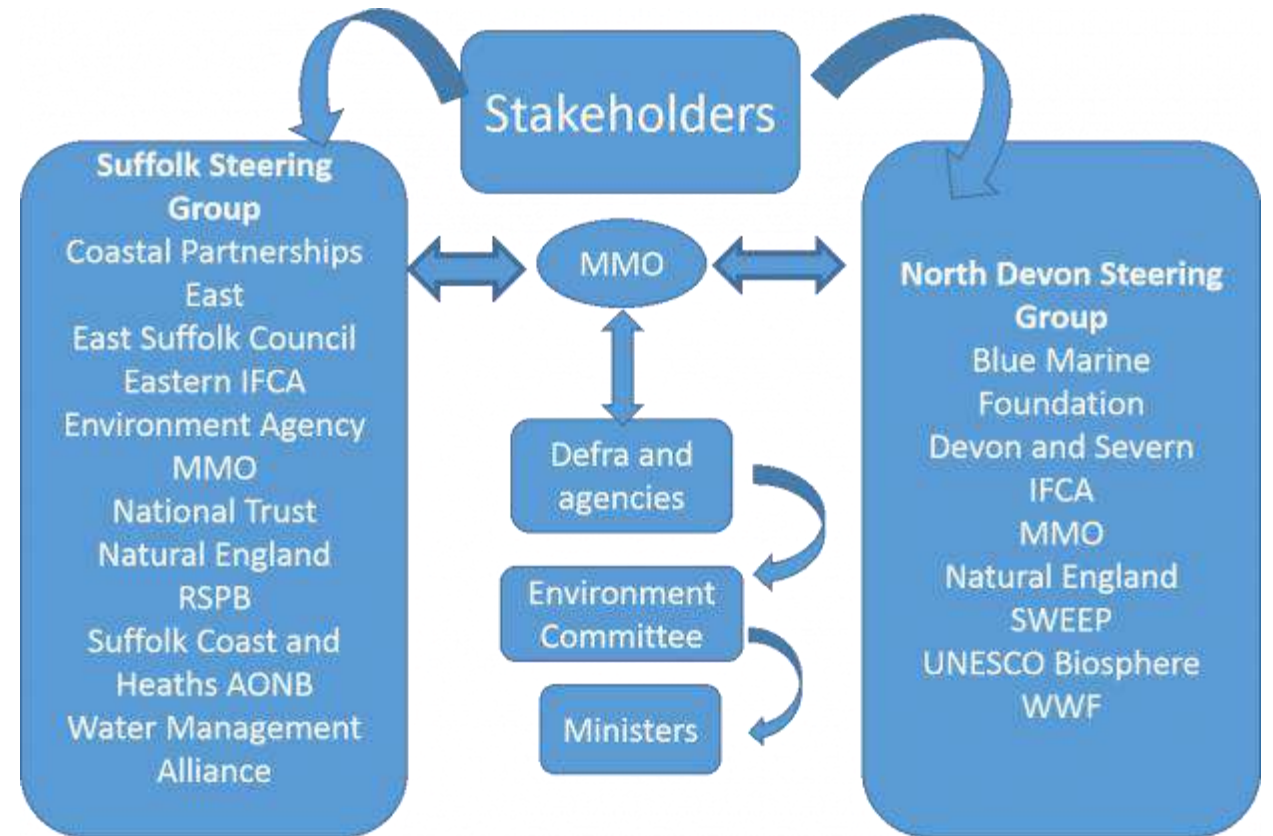 Stakeholders
Suffolk Steering
Group
Coastal Partnerships
East
East Suffolk Council
Eastern IFCA
Environment Agency
MMO
National Trust
Natural England
RSPB
Suffolk Coast and
Heaths AONB
Water Management
Alliance
MMO
Defra and
agencies
Environment
Committee
Ministers
North Devon Steering
Group
Blue Marine
Foundation
Devon and Severn
IFCA
MMO
Natural England
SWEEP
UNESCO Biosphere
WWF